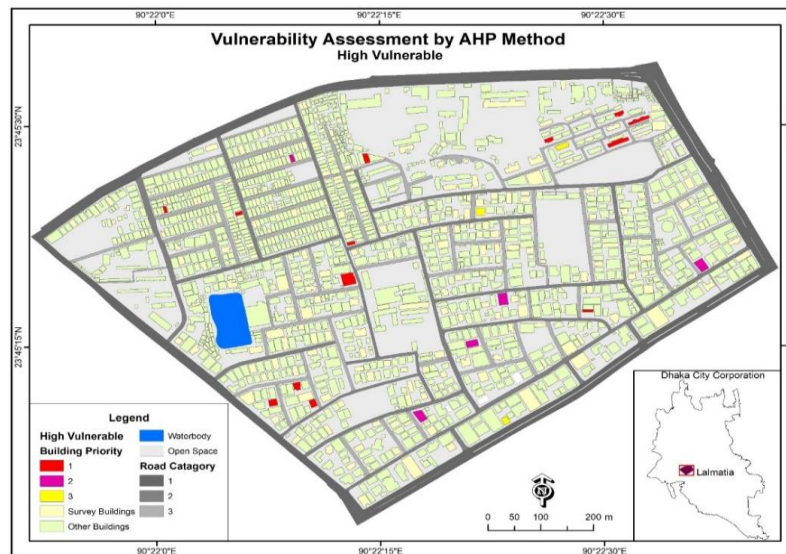 90°22'0"E 90°22'15"E 90°22'30"E
Vulnerability Assessment by AHP Method
High Vulnerable
23°45'30"N
23°45'15"N
Dhaka City Corporation
Lalmatia
Legend
High Vulnerable
Building Priority
1
2
3
Survey Buildings
Other Buildings
Waterbody
Open Space
Road Catagory
1
2
3
N
0 50 100 200 m
90°22'0"E 90°22'15"E 90°22'30"E